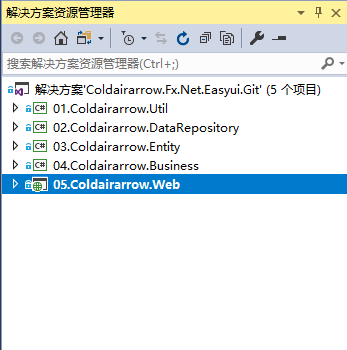 解决方案资源管理器
搜索解决方案资源管理器(Ctrl+;)
解决方案'Coldairarrow.Fx.Net.Easyui.Git' (5 个项目)
C# 01.Coldairarrow.Util
C# 02.Coldairarrow.DataRepository
C# 03.Coldairarrow.Entity
C# 04.Coldairarrow.Business
05.Coldairarrow.Web